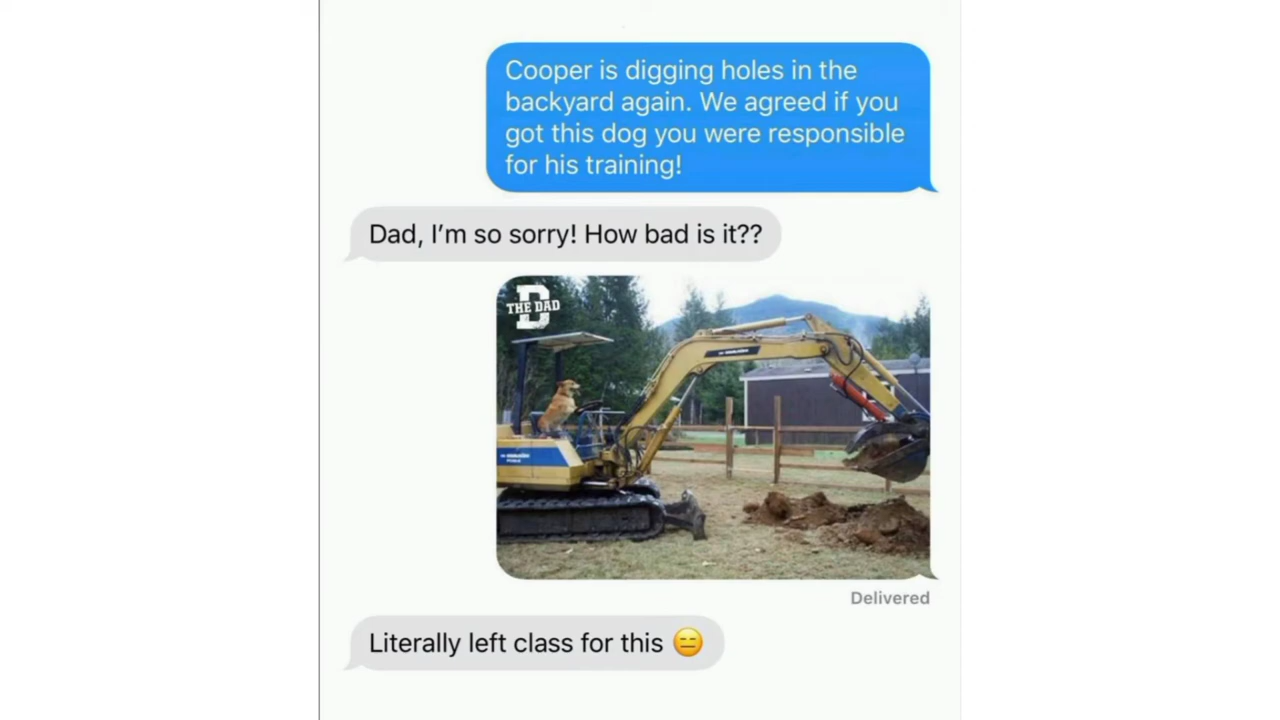 Cooper is digging holes in the
backyard again. We agreed if you
got this dog you were responsible
for his training!
Dad, I'm so sorry! How bad is it??
D
THE DAD
KOMATSU
Delivered
Literally left class for this 😑